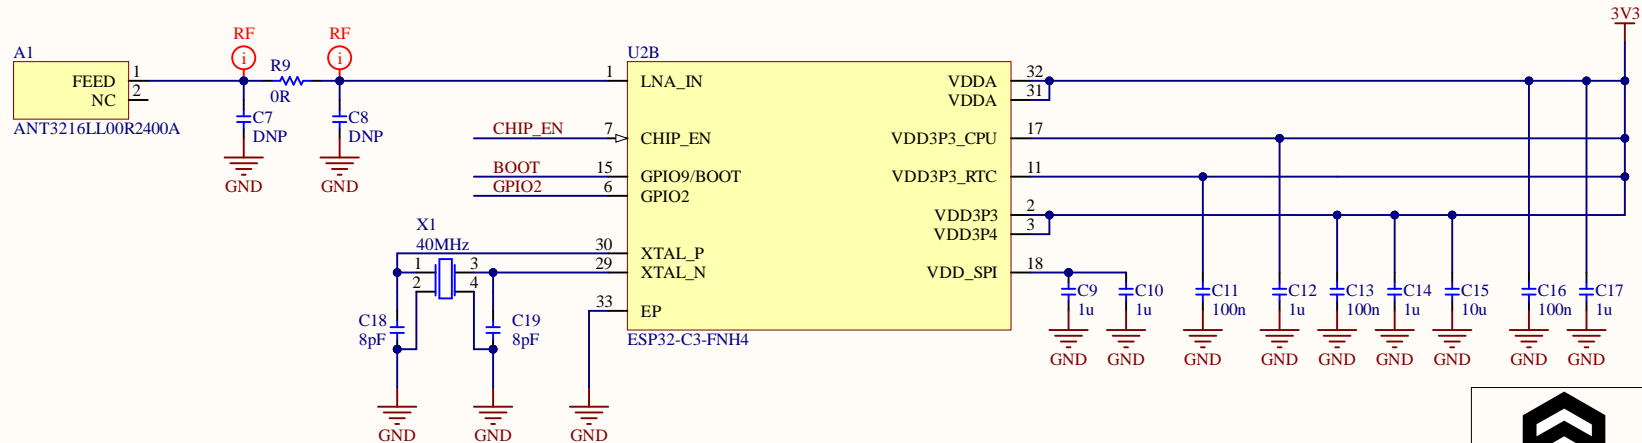 3V3
RF
RF
A1
R9
U2B
FEED
1
NC
2
0R
ANT3216LL00R2400A
C7
DNP
C8
DNP
GND
GND
1
LNA_IN
CHIP_EN
7
CHIP_EN
BOOT
15
GPIO9/BOOT
GPIO2
6
GPIO2
X1
40MHz
30
XTAL_P
1
3
29
XTAL_N
2
4
33
EP
C18
8pF
C19
8pF
ESP32-C3-FNH4
GND
GND
GND
VDDA
32
VDDA
31
VDD3P3_CPU
17
VDD3P3_RTC
11
VDD3P3
2
VDD3P4
3
VDD_SPI
18
C9
1u
C10
1u
C11
100n
C12
1u
C13
100n
C14
1u
C15
10u
C16
100n
C17
1u
GND
GND
GND
GND
GND
GND
GND
GND
GND